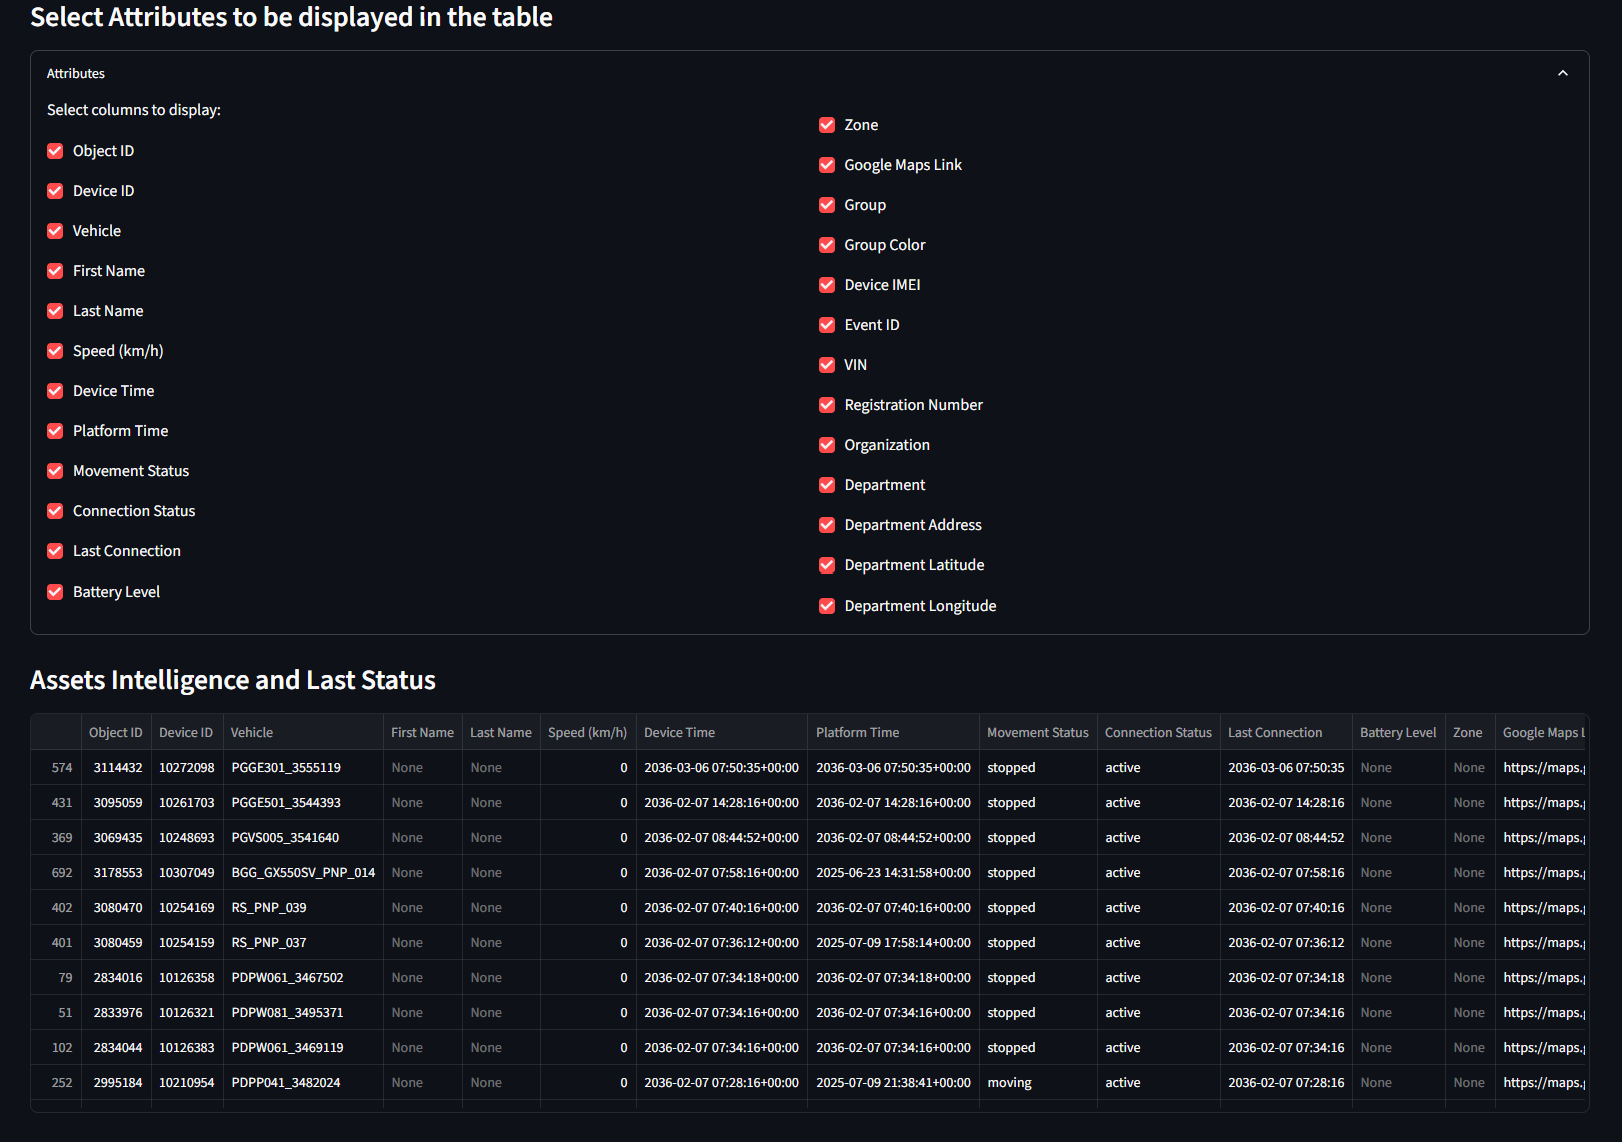 Select Attributes to be displayed in the table
Attributes
Select columns to display:
Object ID
Device ID
Vehicle
First Name
Last Name
Speed (km/h)
Device Time
Platform Time
Movement Status
Connection Status
Last Connection
Battery Level
Zone
Google Maps Link
Group
Group Color
Device IMEI
Event ID
VIN
Registration Number
Organization
Department
Department Address
Department Latitude
Department Longitude
Assets Intelligence and Last Status
Object ID Device ID Vehicle First Name Last Name Speed (km/h) Device Time Platform Time Movement Status Connection Status Last Connection Battery Level Zone Google Maps L
574 3114432 10272098 PGGE301_3555119 None None 0 2036-03-06 07:50:35+00:00 2036-03-06 07:50:35+00:00 stopped active 2036-03-06 07:50:35 None None https://maps.g
431 3095059 10261703 PGGE501_3544393 None None 0 2036-02-07 14:28:16+00:00 2036-02-07 14:28:16+00:00 stopped active 2036-02-07 14:28:16 None None https://maps.g
369 3069435 10248693 PGVS005_3541640 None None 0 2036-02-07 08:44:52+00:00 2036-02-07 08:44:52+00:00 stopped active 2036-02-07 08:44:52 None None https://maps.g
692 3178553 10307049 BGG_GX550SV_PNP_014 None None 0 2036-02-07 07:58:16+00:00 2025-06-23 14:31:58+00:00 stopped active 2036-02-07 07:58:16 None None https://maps.g
402 3080470 10254169 RS_PNP_039 None None 0 2036-02-07 07:40:16+00:00 2036-02-07 07:40:16+00:00 stopped active 2036-02-07 07:40:16 None None https://maps.g
401 3080459 10254159 RS_PNP_037 None None 0 2036-02-07 07:36:12+00:00 2025-07-09 17:58:14+00:00 stopped active 2036-02-07 07:36:12 None None https://maps.g
79 2834016 10126358 PDPW061_3467502 None None 0 2036-02-07 07:34:18+00:00 2036-02-07 07:34:18+00:00 stopped active 2036-02-07 07:34:18 None None https://maps.g
51 2833976 10126321 PDPW081_3495371 None None 0 2036-02-07 07:34:16+00:00 2036-02-07 07:34:16+00:00 stopped active 2036-02-07 07:34:16 None None https://maps.g
102 2834044 10126383 PDPW061_3469119 None None 0 2036-02-07 07:34:16+00:00 2036-02-07 07:34:16+00:00 stopped active 2036-02-07 07:34:16 None None https://maps.g
252 2995184 10210954 PDPP041_3482024 None None 0 2036-02-07 07:28:16+00:00 2025-07-09 21:38:41+00:00 moving active 2036-02-07 07:28:16 None None https://maps.g